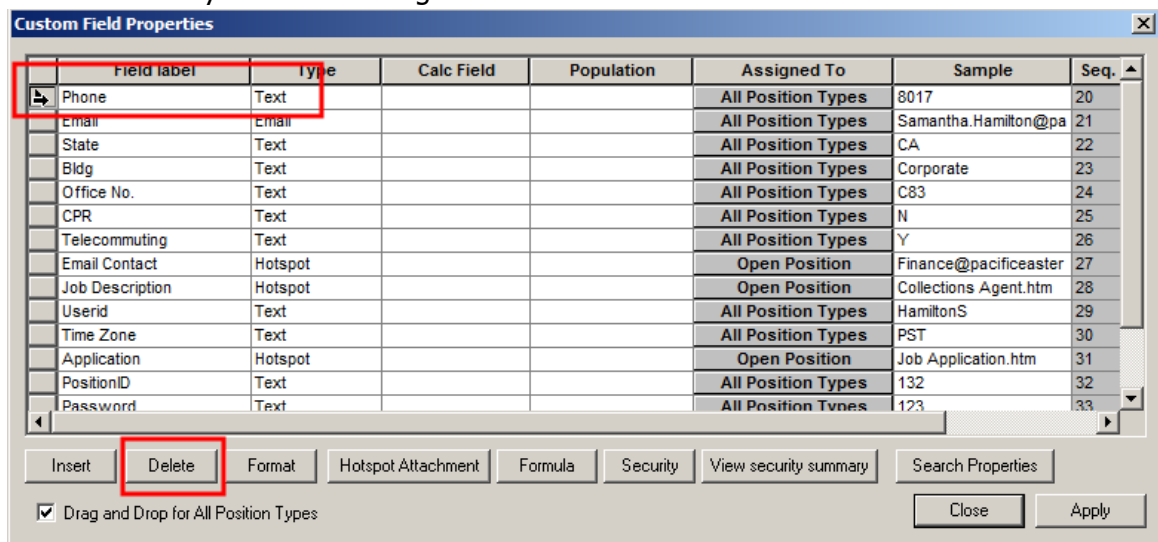 Custom Field Properties
Field label Type Calc Field Population Assigned To Sample Seq.
Phone Text All Position Types 8017 20
Email Email All Position Types Samantha.Hamilton@pa 21
State Text All Position Types CA 22
Bldg Text All Position Types Corporate 23
Office No. Text All Position Types C83 24
CPR Text All Position Types N 25
Telecommuting Text All Position Types Y 26
Email Contact Hotspot Open Position Finance@pacificeaster 27
Job Description Hotspot Open Position Collections Agent.htm 28
Userid Text All Position Types HamiltonS 29
Time Zone Text All Position Types PST 30
Application Hotspot Open Position Job Application.htm 31
PositionID Text All Position Types 132 32
Password Text All Position Types 123 33
Insert Delete Format Hotspot Attachment Formula Security View security summary Search Properties
Drag and Drop for All Position Types Close Apply